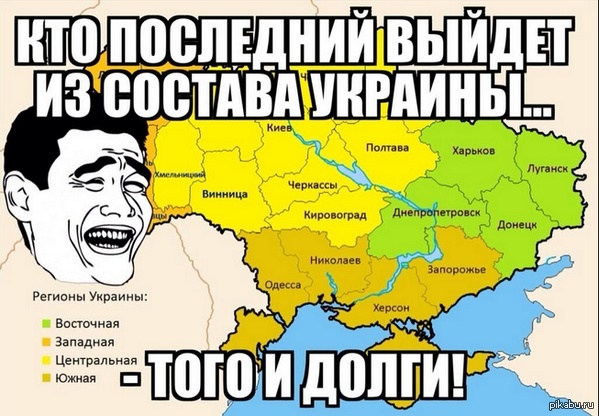 КТО ПОСЛЕДНИЙ ВЫЙДЕТ
ИЗ СОСТАВА УКРАИНЫ...
Киев
Полтава
Харьков
Луганск
Хмельницкий
Винница
Черкассы
Кировоград
Днепропетровск
Донецк
Николаев
Запорожье
Одесса
Херсон
Регионы Украины:
Восточная
Западная
Центральная
Южная
- ТОГО И ДОЛГИ!
pikabu.ru